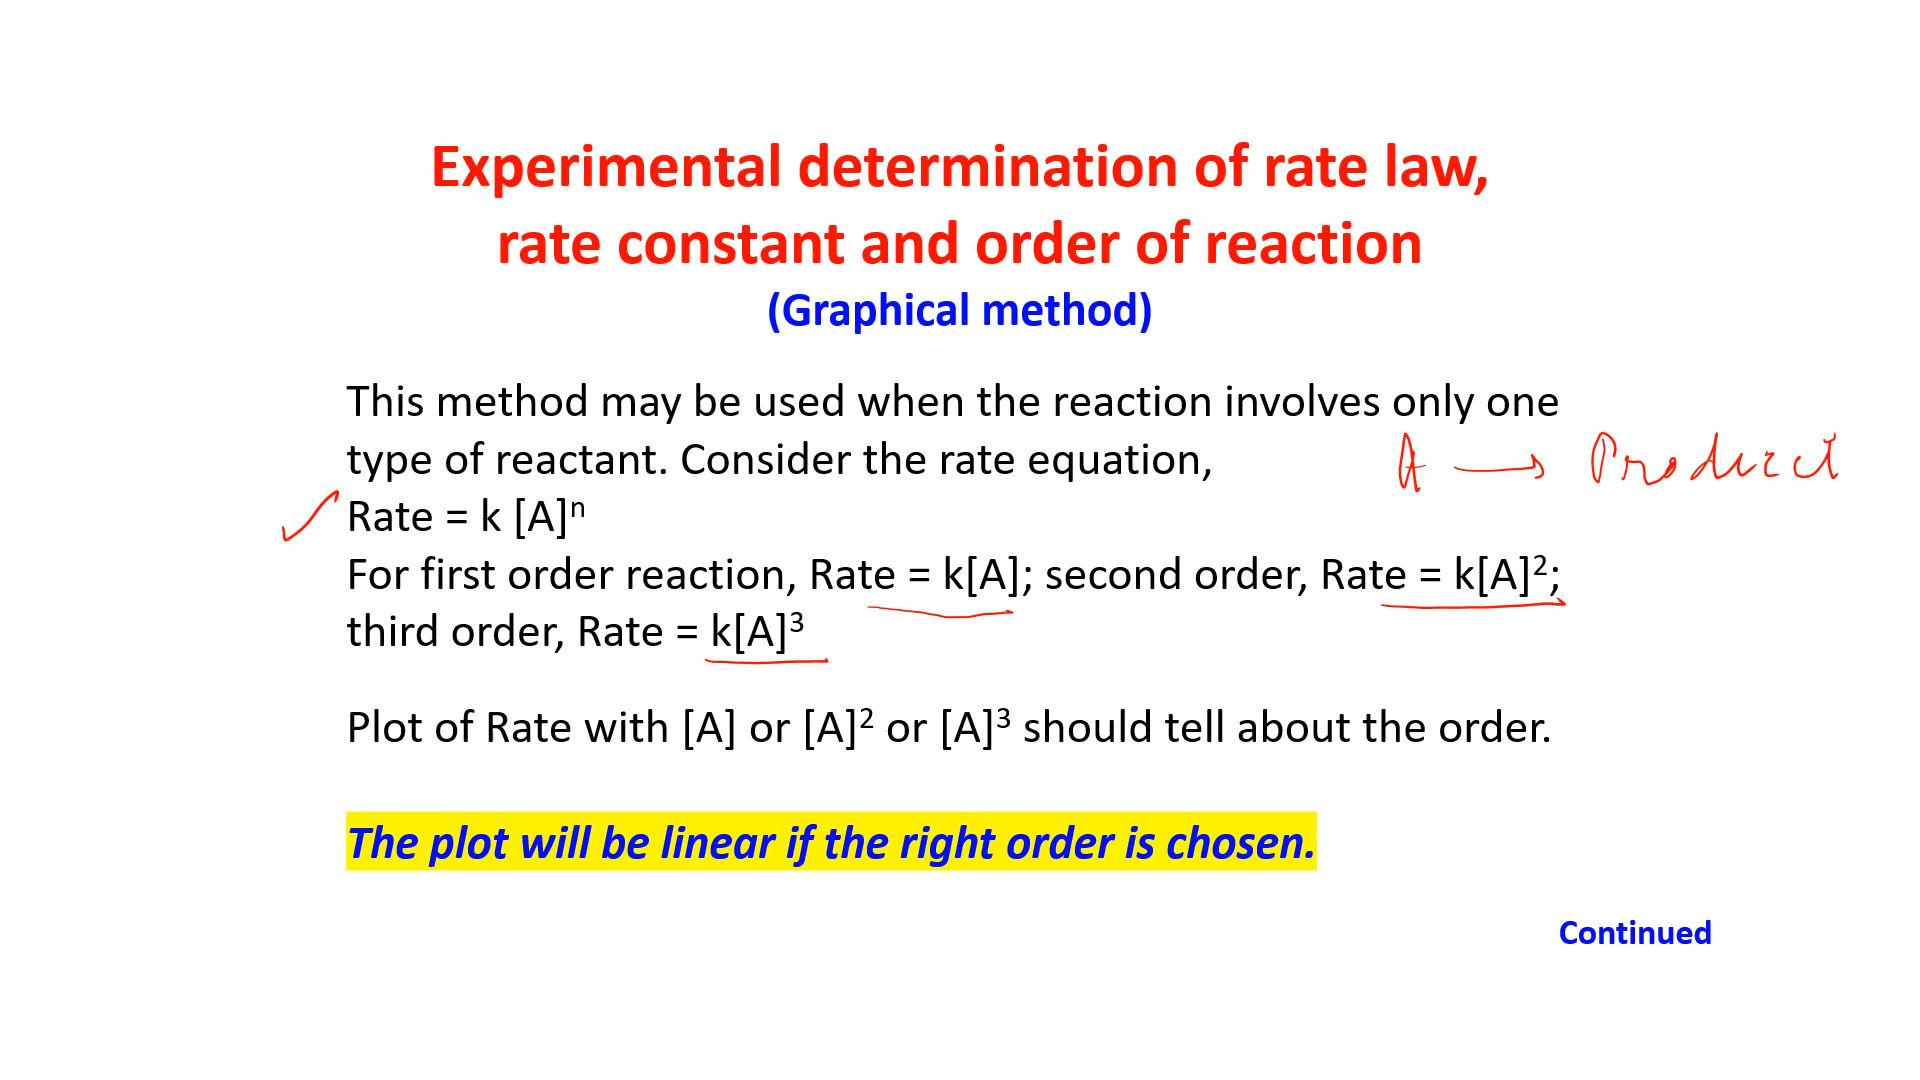 Experimental determination of rate law,
rate constant and order of reaction
(Graphical method)
This method may be used when the reaction involves only one
type of reactant. Consider the rate equation,
A → Product
Rate = k [A]ⁿ
For first order reaction, Rate = k[A]; second order, Rate = k[A]²;
third order, Rate = k[A]³
Plot of Rate with [A] or [A]² or [A]³ should tell about the order.
The plot will be linear if the right order is chosen.
Continued